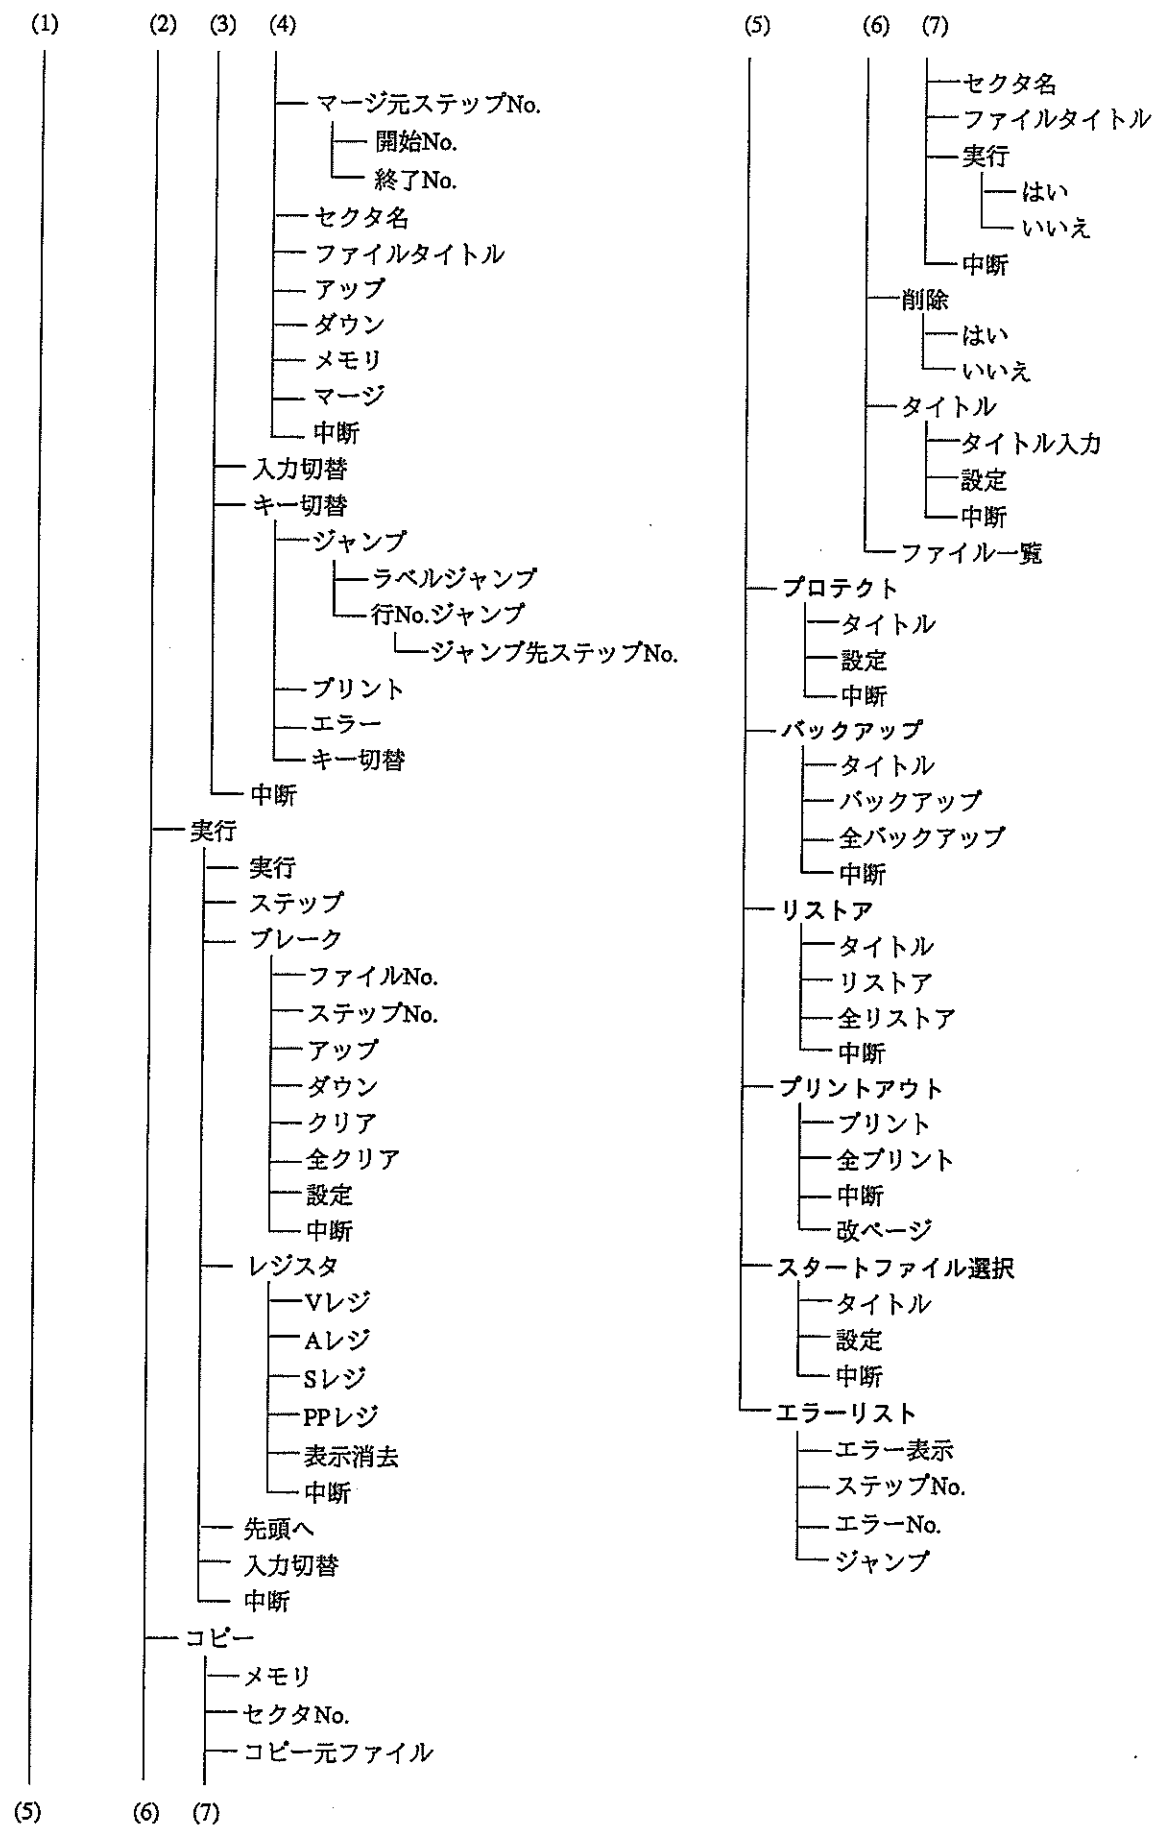 (1) (2) (3) (4)
マージ元ステップNo.
開始No.
終了No.
セクタ名
ファイルタイトル
アップ
ダウン
メモリ
マージ
中断
入力切替
キー切替
ジャンプ
ラベルジャンプ
行No.ジャンプ
ジャンプ先ステップNo.
プリント
エラー
キー切替
中断
実行
実行
ステップ
ブレーク
ファイルNo.
ステップNo.
アップ
ダウン
クリア
全クリア
設定
中断
レジスタ
Vレジ
Aレジ
Sレジ
PPレジ
表示消去
中断
先頭へ
入力切替
中断
コピー
メモリ
セクタNo.
コピー元ファイル
(5) (6) (7)
(5) (6) (7)
セクタ名
ファイルタイトル
実行
はい
いいえ
中断
削除
はい
いいえ
タイトル
タイトル入力
設定
中断
ファイル一覧
プロテクト
タイトル
設定
中断
バックアップ
タイトル
バックアップ
全バックアップ
中断
リストア
タイトル
リストア
全リストア
中断
プリントアウト
プリント
全プリント
中断
改ページ
スタートファイル選択
タイトル
設定
中断
エラーリスト
エラー表示
ステップNo.
エラーNo.
ジャンプ